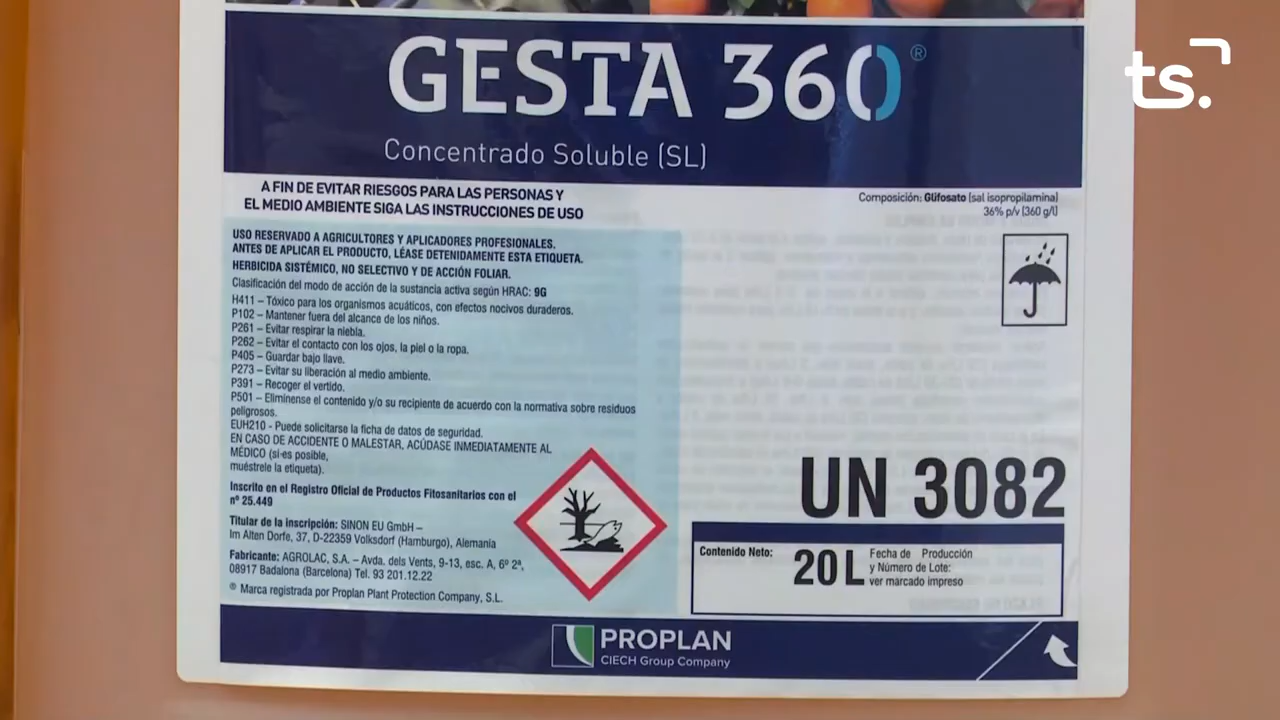 GESTA 360®
ts.
Concentrado Soluble (SL)
A FIN DE EVITAR RIESGOS PARA LAS PERSONAS Y
EL MEDIO AMBIENTE SIGA LAS INSTRUCCIONES DE USO
Composición: Glifosato (sal isopropilamina)
36% p/v (360 g/l)
USO RESERVADO A AGRICULTORES Y APLICADORES PROFESIONALES.
ANTES DE APLICAR EL PRODUCTO, LÉASE DETENIDAMENTE ESTA ETIQUETA.
HERBICIDA SISTÉMICO, NO SELECTIVO Y DE ACCIÓN FOLIAR.
Clasificación del modo de acción de la sustancia activa según HRAC: 9G
H411 – Tóxico para los organismos acuáticos, con efectos nocivos duraderos.
P102 – Mantener fuera del alcance de los niños.
P261 – Evitar respirar la niebla.
P262 – Evitar el contacto con los ojos, la piel o la ropa.
P405 – Guardar bajo llave.
P273 – Evitar su liberación al medio ambiente.
P391 – Recoger el vertido.
P501 – Elimínense el contenido y/o su recipiente de acuerdo con la normativa sobre residuos
peligrosos.
EUH210 - Puede solicitarse la ficha de datos de seguridad.
EN CASO DE ACCIDENTE O MALESTAR, ACÚDASE INMEDIATAMENTE AL
MÉDICO (si es posible,
muéstrele la etiqueta).
Inscrito en el Registro Oficial de Productos Fitosanitarios con el
nº 25.449
Titular de la inscripción: SINON EU GmbH –
Im Alten Dorfe, 37, D-22359 Volksdorf (Hamburgo), Alemania
Fabricante: AGROLAC, S.A. – Avda. dels Vents, 9-13, esc. A, 6º 2ª,
08917 Badalona (Barcelona) Tel. 93 201.12.22
® Marca registrada por Proplan Plant Protection Company, S.L.
UN 3082
Contenido Neto: 20 L
Fecha de Producción
y Número de Lote:
ver marcado impreso
PROPLAN
CIECH Group Company